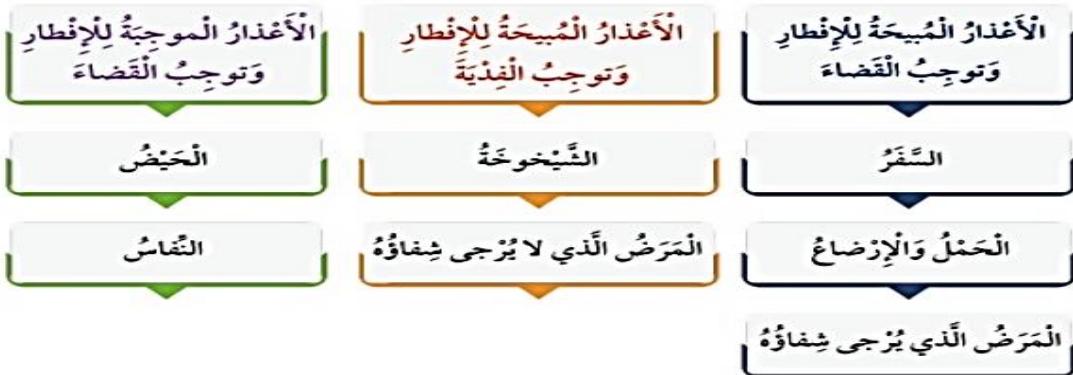 الْأَعْذارُ الْمُبيحَةُ لِلْإِفْطارِ
وَتوجِبُ الْقَضاءَ
السَّفَرُ
الْحَمْلُ وَالْإِرْضاعُ
الْمَرَضُ الَّذي يُرْجى شِفاؤُهُ
الْأَعْذارُ الْمُبيحَةُ لِلْإِفْطارِ
وَتوجِبُ الْفِدْيَةَ
الشَّيْخوخَةُ
الْمَرَضُ الَّذي لا يُرْجى شِفاؤُهُ
الْأَعْذارُ الْموجِبَةُ لِلْإِفْطارِ
وَتوجِبُ الْقَضاءَ
الْحَيْضُ
النِّفاسُ